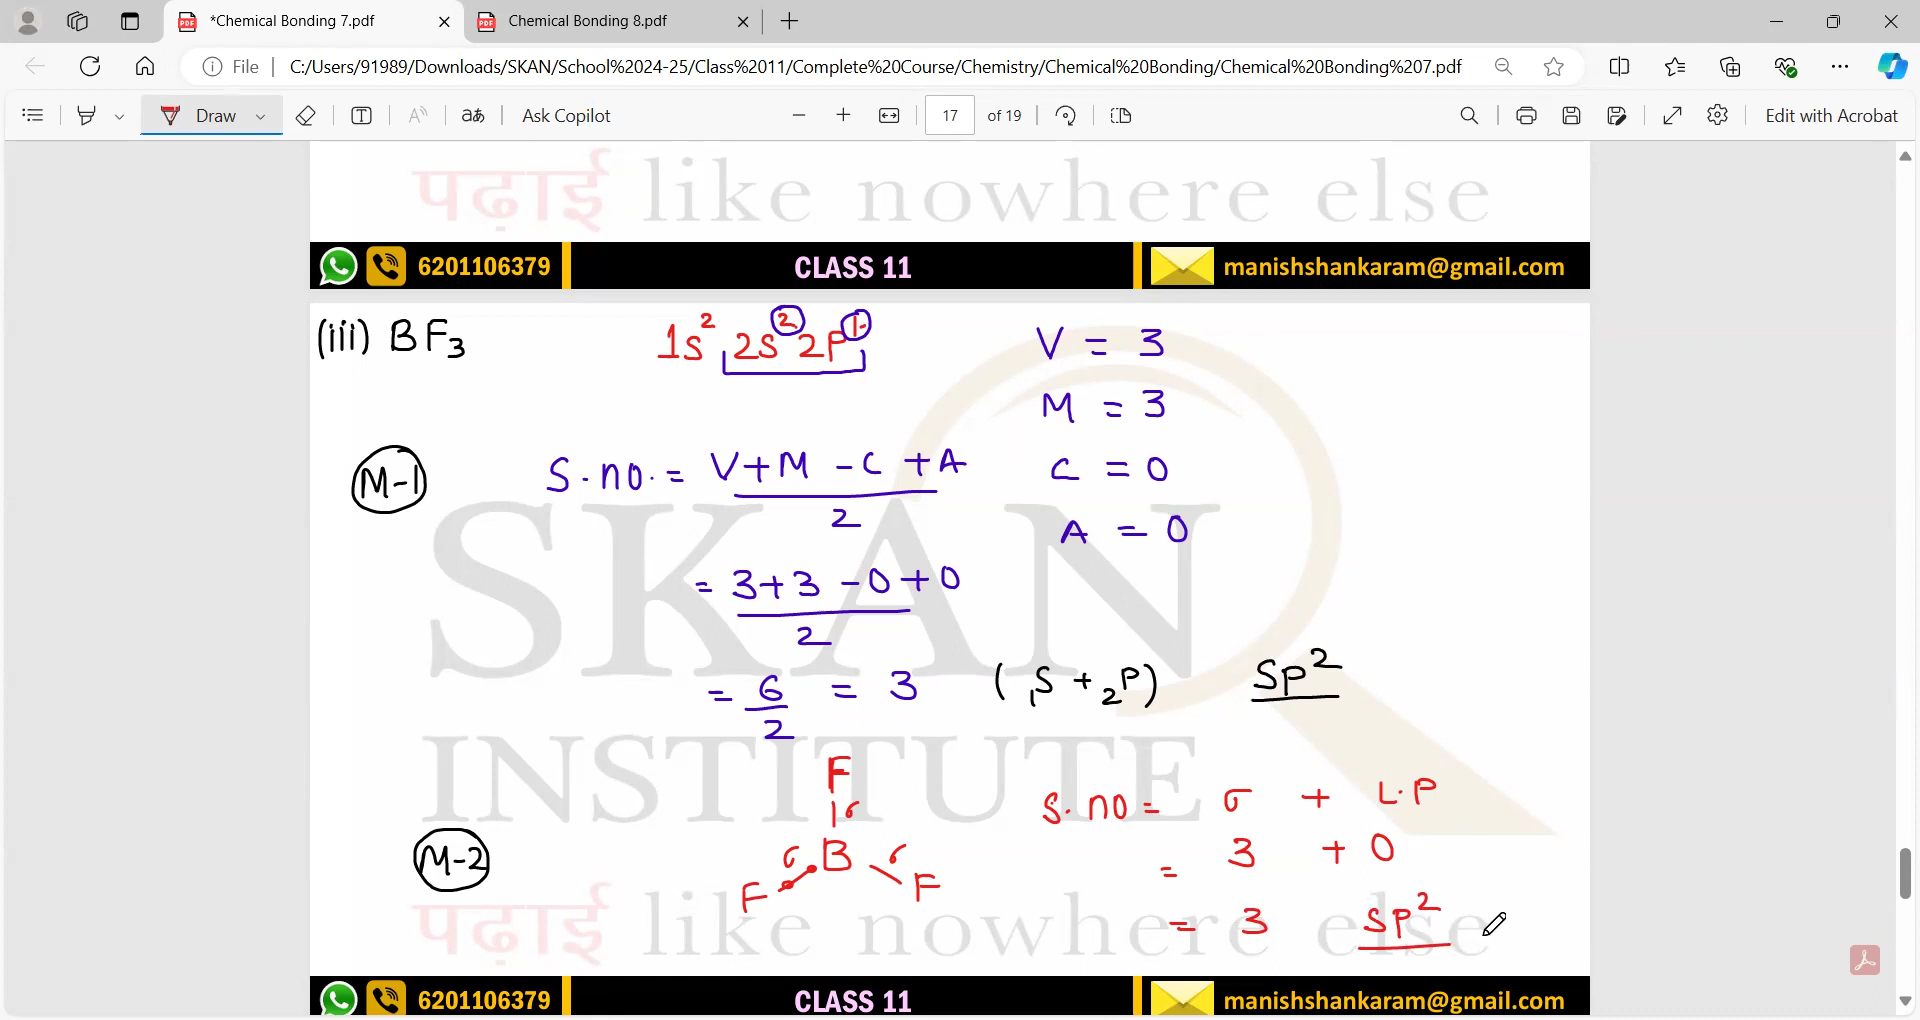 *Chemical Bonding 7.pdf
Chemical Bonding 8.pdf
File
C:/Users/91989/Downloads/SKAN/School%2024-25/Class%2011/Complete%20Course/Chemistry/Chemical%20Bonding/Chemical%20Bonding%207.pdf
Draw
aあ
Ask Copilot
17 of 19
Edit with Acrobat
पढ़ाई like nowhere else
6201106379
CLASS 11
manishshankaram@gmail.com
(iii) BF₃
1s² 2s² 2p¹
V = 3
M = 3
C = 0
A = 0
M-1
S.no. = V+M-C+A
2
= 3+3-0+0
2
= 6 = 3
2
(1S + 2P)
Sp²
SKAN
INSTITUTE
M-2
F
σ
σ B σ
F F
S.no = σ + L.P
= 3 + 0
= 3 Sp²
पढ़ाई like nowhere else
6201106379
CLASS 11
manishshankaram@gmail.com